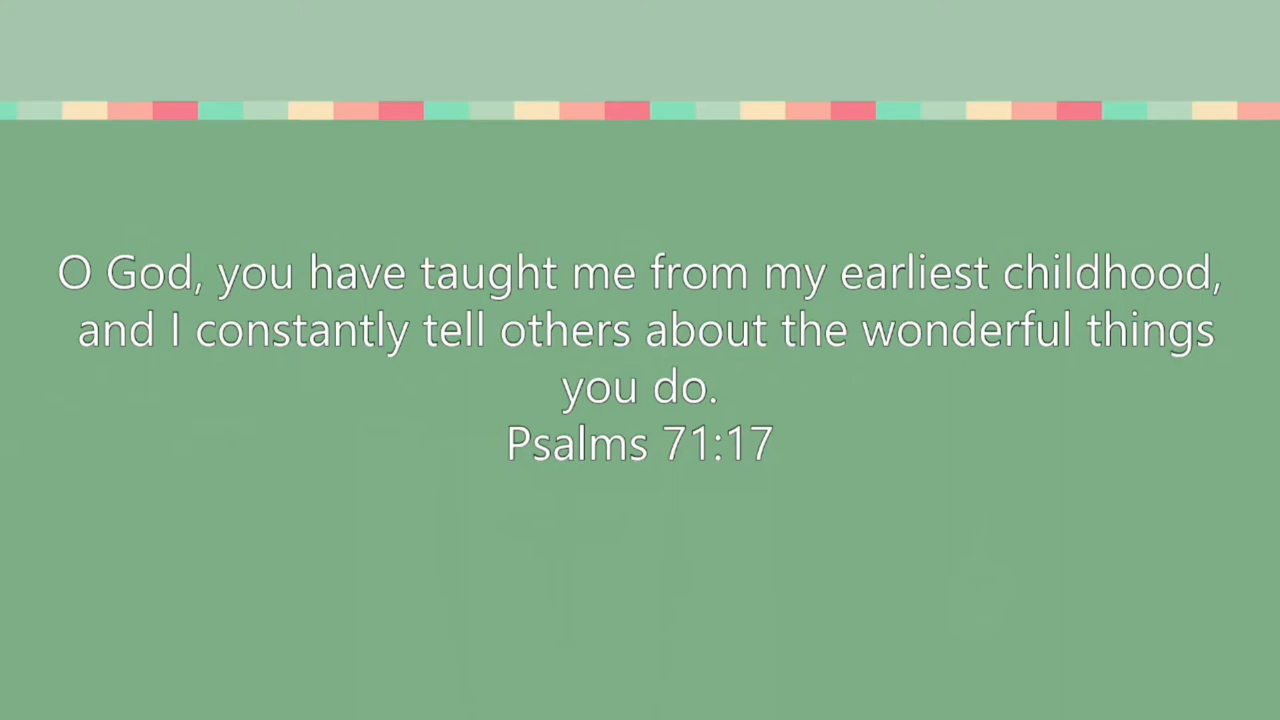 O God, you have taught me from my earliest childhood,
and I constantly tell others about the wonderful things
you do.
Psalms 71:17